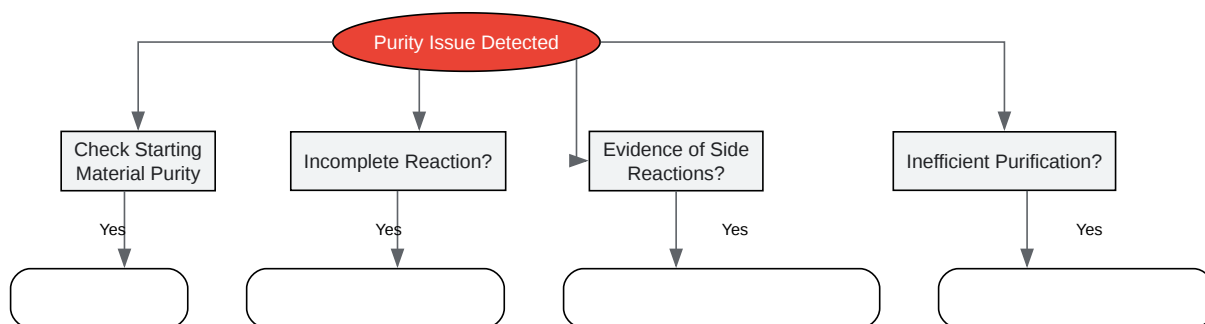 Purity Issue Detected
Check Starting
Material Purity
Incomplete Reaction?
Evidence of Side
Reactions?
Inefficient Purification?
Yes
Yes
Yes
Yes